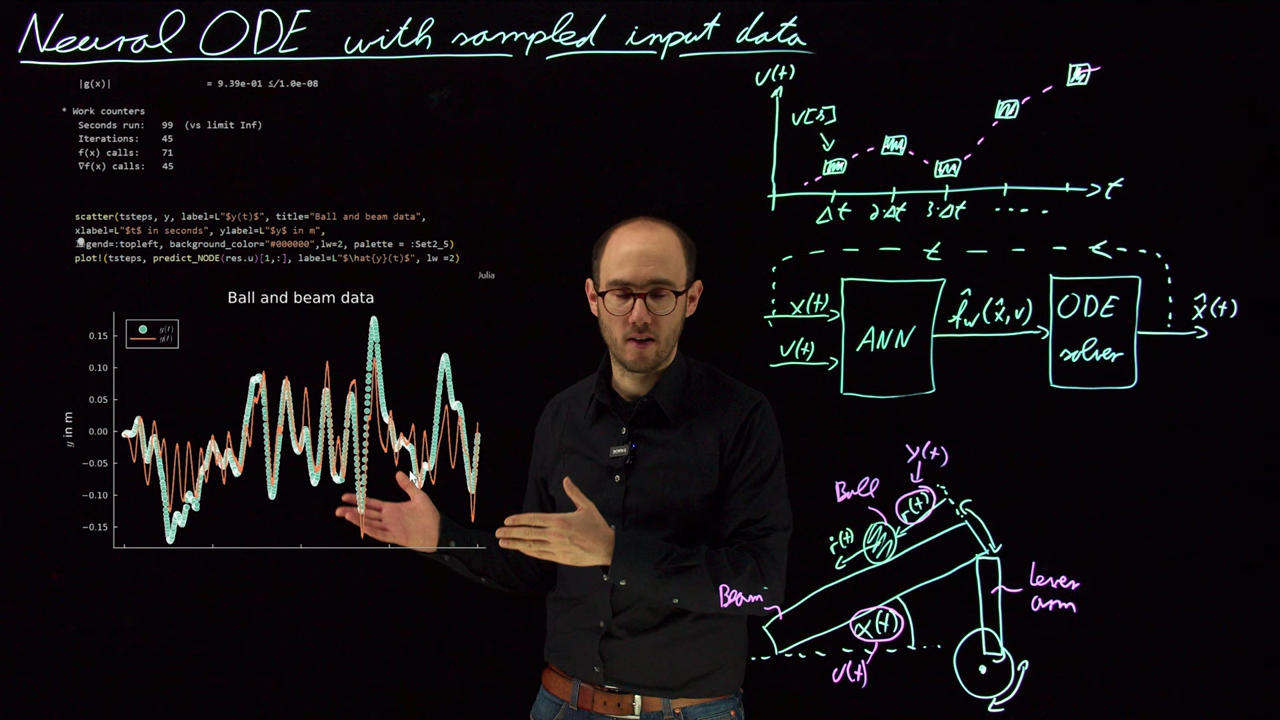 Neural ODE with sampled input data
|g(x)| = 9.39e-01 ≤/1.0e-08
* Work counters
Seconds run: 99 (vs limit Inf)
Iterations: 45
f(x) calls: 71
∇f(x) calls: 45
scatter(tsteps, y, label=L"$y(t)$", title="Ball and beam data",
xlabel=L"$t$ in seconds", ylabel=L"$y$ in m",
legend=:topleft, background_color="#000000",lw=2, palette = :Set2_5)
plot!(tsteps, predict_NODE(res.u)[1,:], label=L"$\hat{y}(t)$", lw =2)
Julia
Ball and beam data
0.15
0.10
0.05
0.00
-0.05
-0.10
-0.15
y in m
υ(t)
υ[s]
t
Δt 2·Δt 3·Δt ....
x(t)
υ(t)
ANN
f̂w(x̂,υ)
ODE
solver
x̂(t)
y(t)
Ball
r(t)
ṙ(t)
Beam
Lever
arm
α(t)
υ(t)